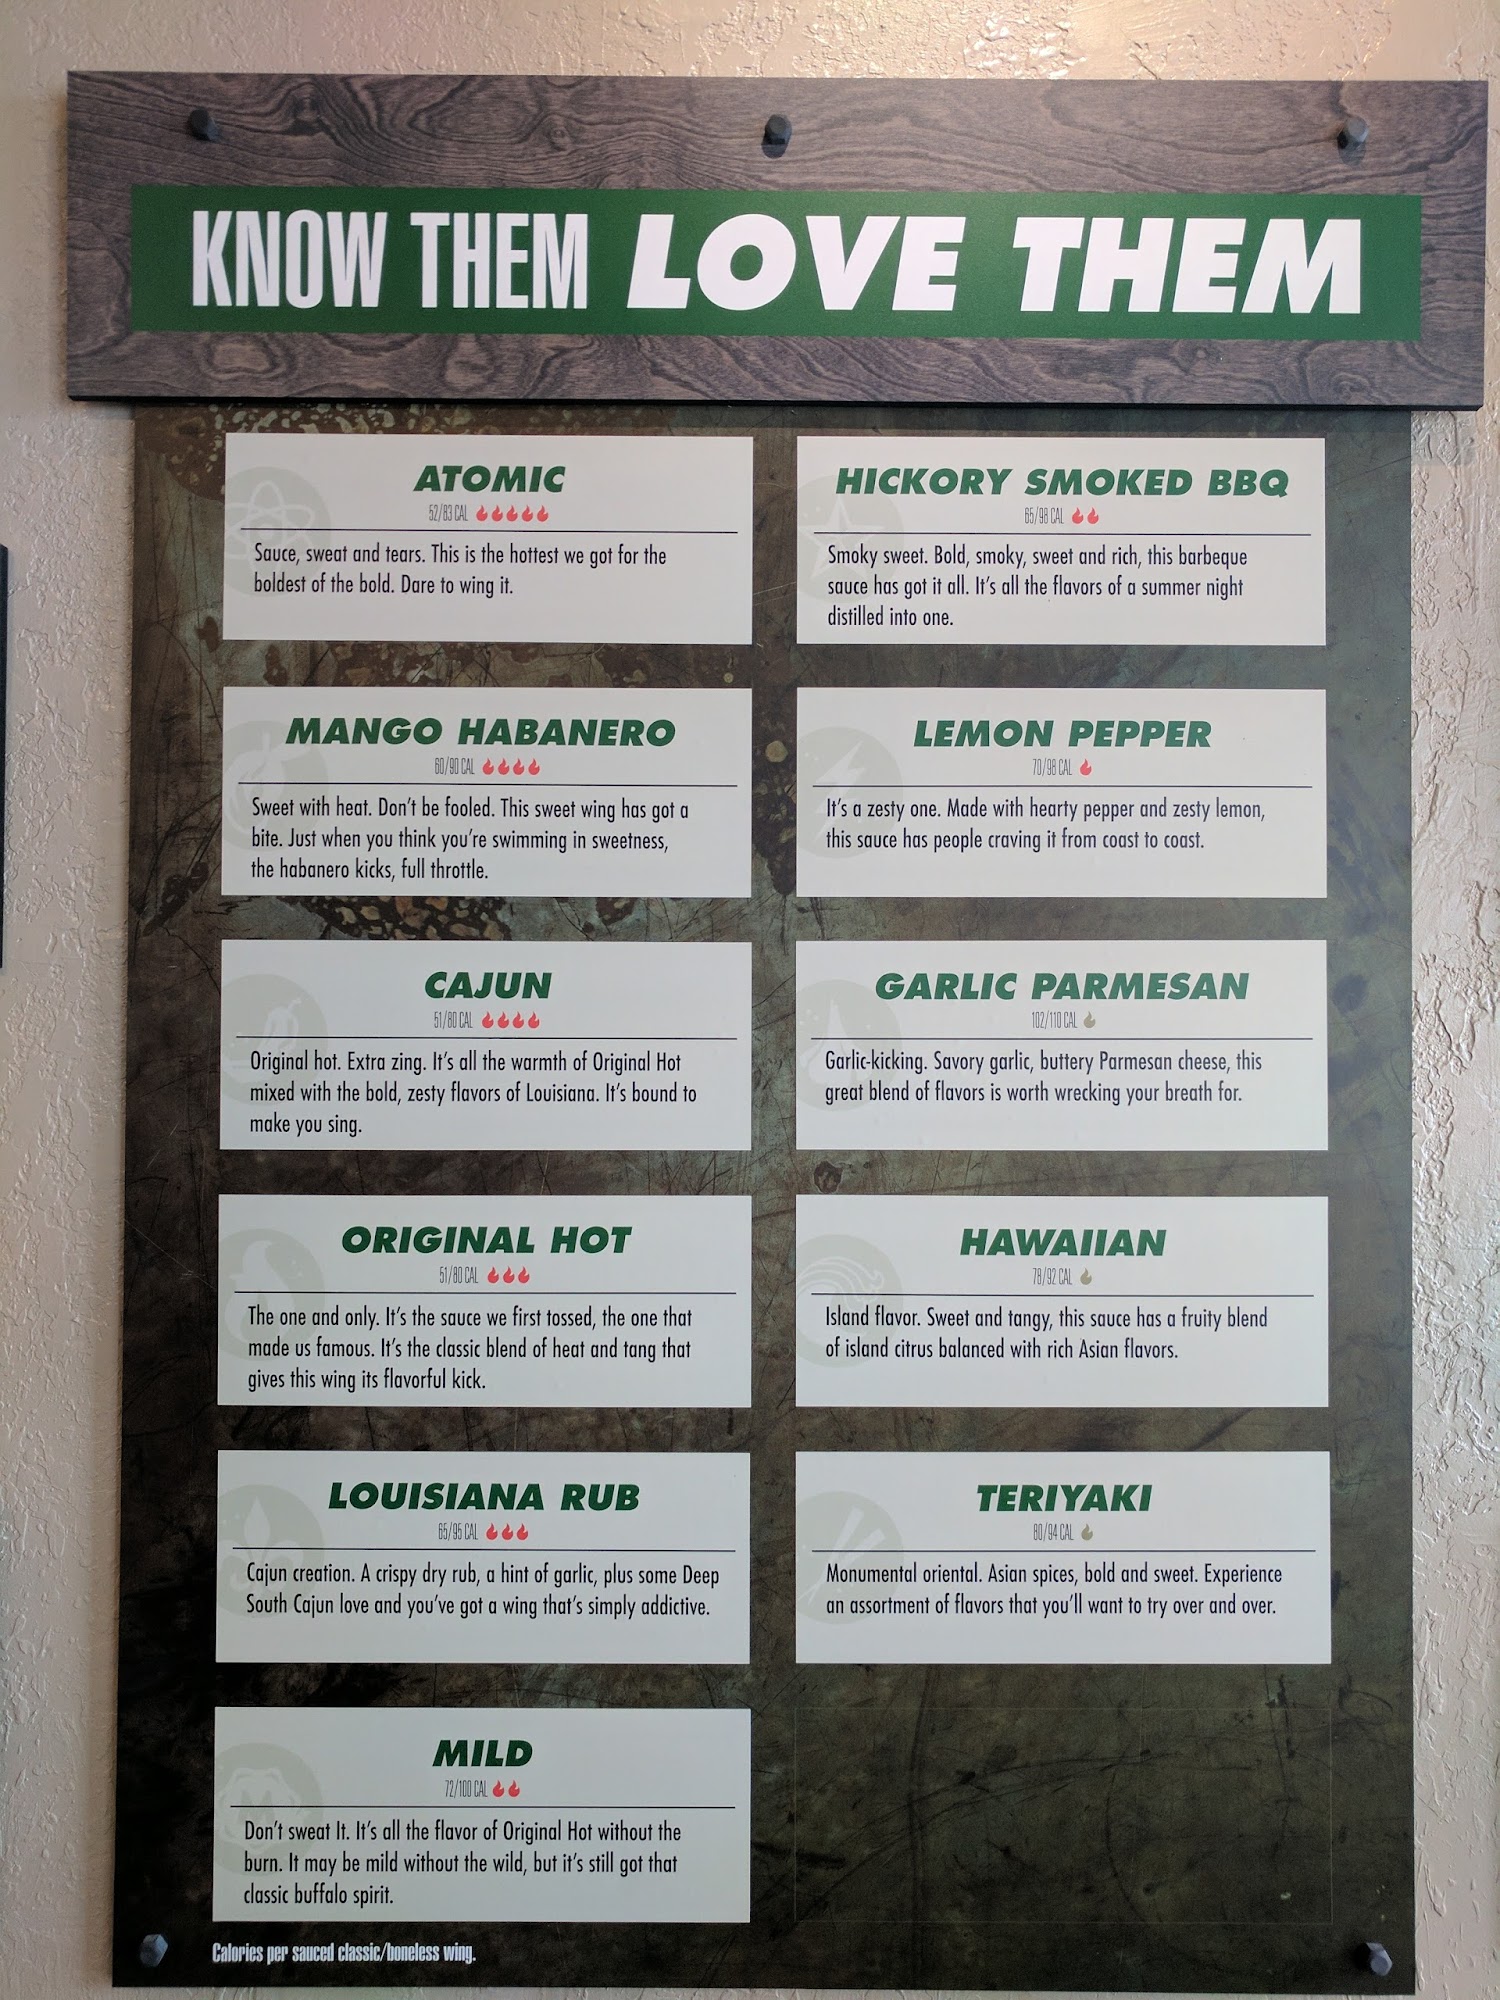 KNOW THEM LOVE THEM
ATOMIC
52/83 CAL
Sauce, sweat and tears. This is the hottest we got for the
boldest of the bold. Dare to wing it.
MANGO HABANERO
60/90 CAL
Sweet with heat. Don't be fooled. This sweet wing has got a
bite. Just when you think you're swimming in sweetness,
the habanero kicks, full throttle.
CAJUN
51/80 CAL
Original hot. Extra zing. It's all the warmth of Original Hot
mixed with the bold, zesty flavors of Louisiana. It's bound to
make you sing.
ORIGINAL HOT
51/80 CAL
The one and only. It's the sauce we first tossed, the one that
made us famous. It's the classic blend of heat and tang that
gives this wing its flavorful kick.
LOUISIANA RUB
65/95 CAL
Cajun creation. A crispy dry rub, a hint of garlic, plus some Deep
South Cajun love and you've got a wing that's simply addictive.
MILD
72/100 CAL
Don't sweat It. It's all the flavor of Original Hot without the
burn. It may be mild without the wild, but it's still got that
classic buffalo spirit.
HICKORY SMOKED BBQ
65/98 CAL
Smoky sweet. Bold, smoky, sweet and rich, this barbeque
sauce has got it all. It's all the flavors of a summer night
distilled into one.
LEMON PEPPER
70/98 CAL
It's a zesty one. Made with hearty pepper and zesty lemon,
this sauce has people craving it from coast to coast.
GARLIC PARMESAN
102/110 CAL
Garlic-kicking. Savory garlic, buttery Parmesan cheese, this
great blend of flavors is worth wrecking your breath for.
HAWAIIAN
78/92 CAL
Island flavor. Sweet and tangy, this sauce has a fruity blend
of island citrus balanced with rich Asian flavors.
TERIYAKI
80/94 CAL
Monumental oriental. Asian spices, bold and sweet. Experience
an assortment of flavors that you'll want to try over and over.
Calories per sauced classic/boneless wing.